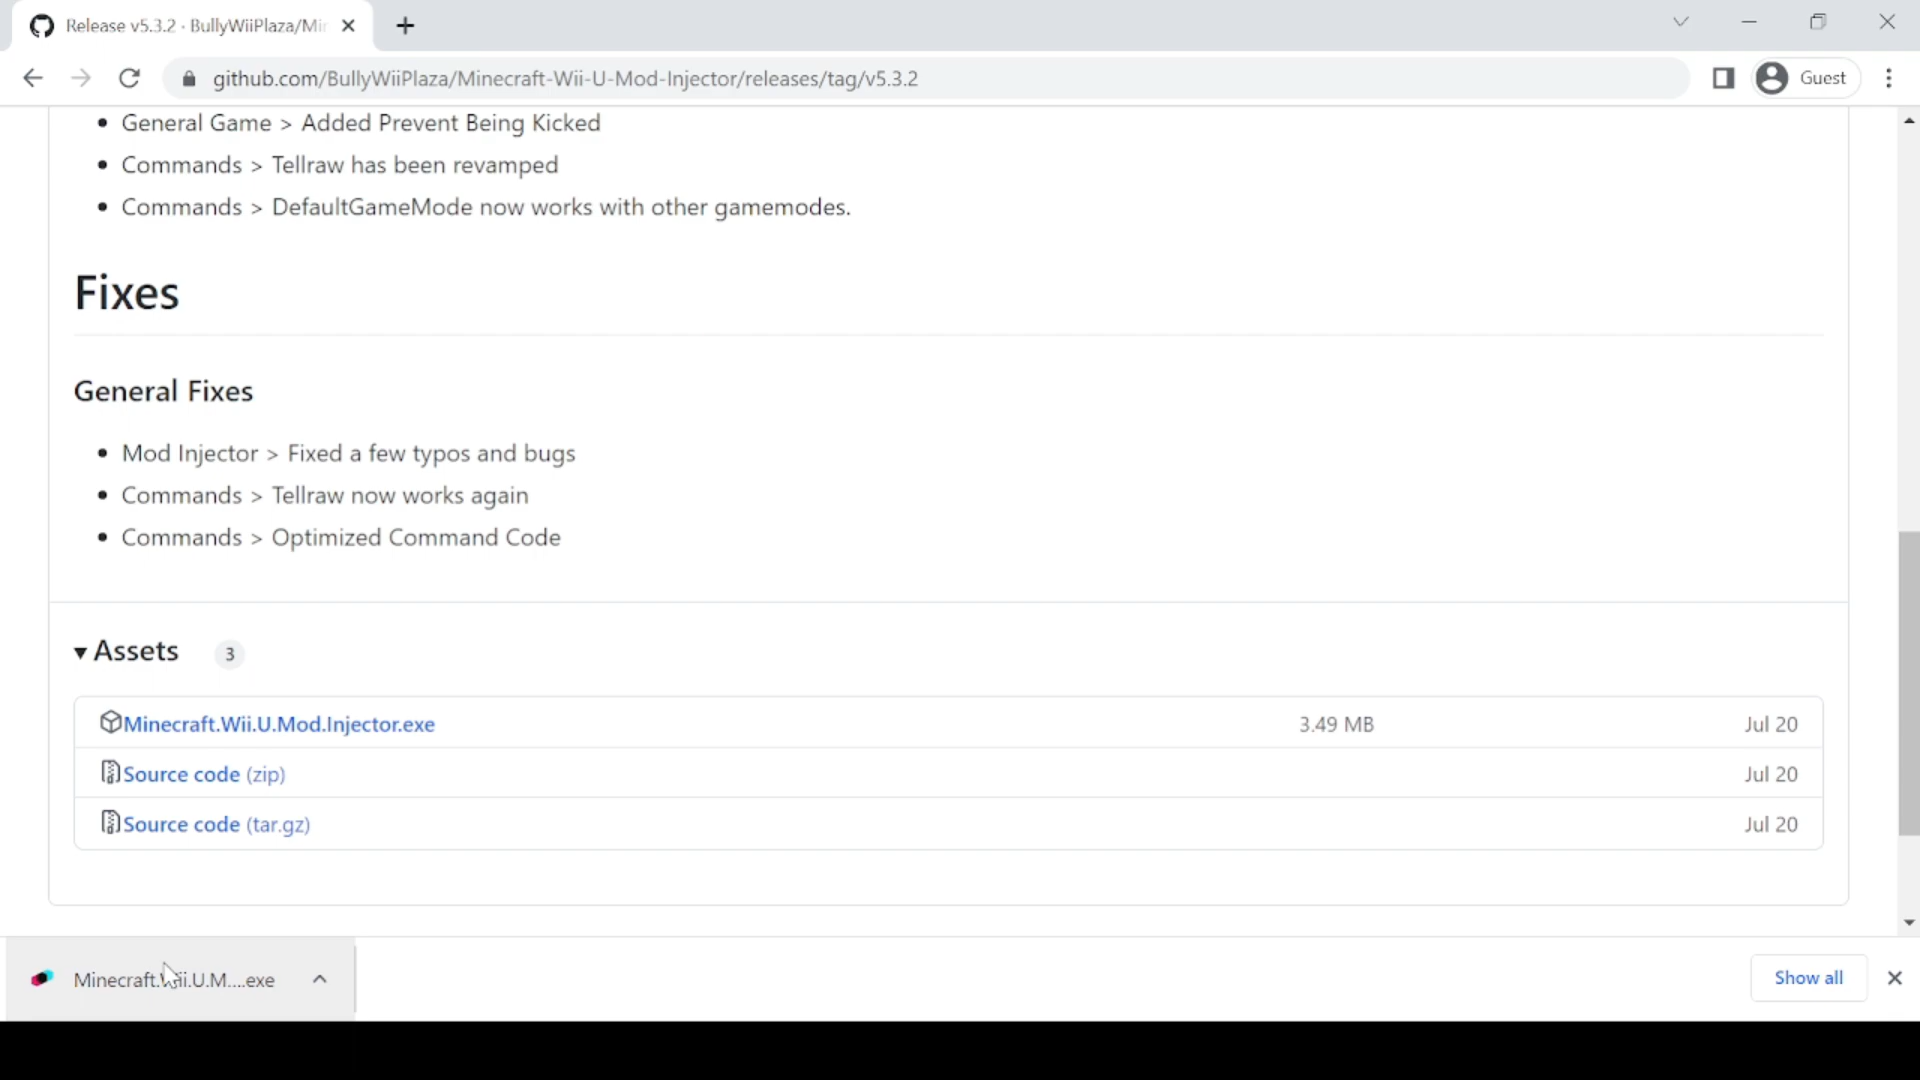 Release v5.3.2 · BullyWiiPlaza/Mi
github.com/BullyWiiPlaza/Minecraft-Wii-U-Mod-Injector/releases/tag/v5.3.2
Guest
General Game > Added Prevent Being Kicked
Commands > Tellraw has been revamped
Commands > DefaultGameMode now works with other gamemodes.
Fixes
General Fixes
Mod Injector > Fixed a few typos and bugs
Commands > Tellraw now works again
Commands > Optimized Command Code
Assets 3
Minecraft.Wii.U.Mod.Injector.exe 3.49 MB Jul 20
Source code (zip) Jul 20
Source code (tar.gz) Jul 20
Minecraft.Wii.U.M....exe
Show all